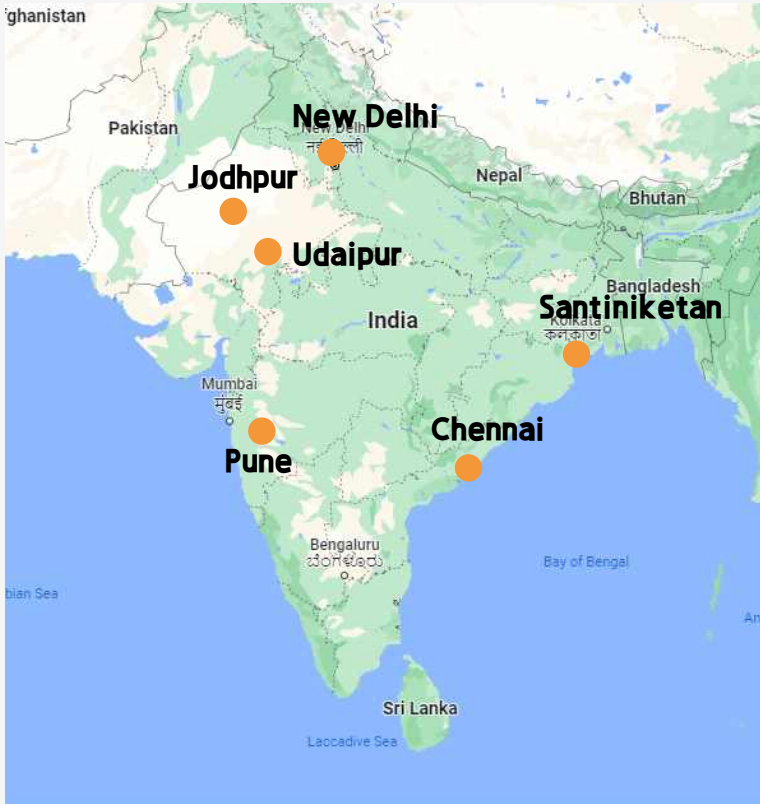 fghanistan
New Delhi
New Delhi
Pakistan
Jodhpur
Nepal
Bhutan
Udaipur
Bangladesh
Santiniketan
India
Kolkata
কলকাতা
Mumbai
मुंबई
Chennai
Pune
Bengaluru
ಬೆಂಗಳೂರು
Bay of Bengal
bian Sea
An
Sri Lanka
Laccadive Sea